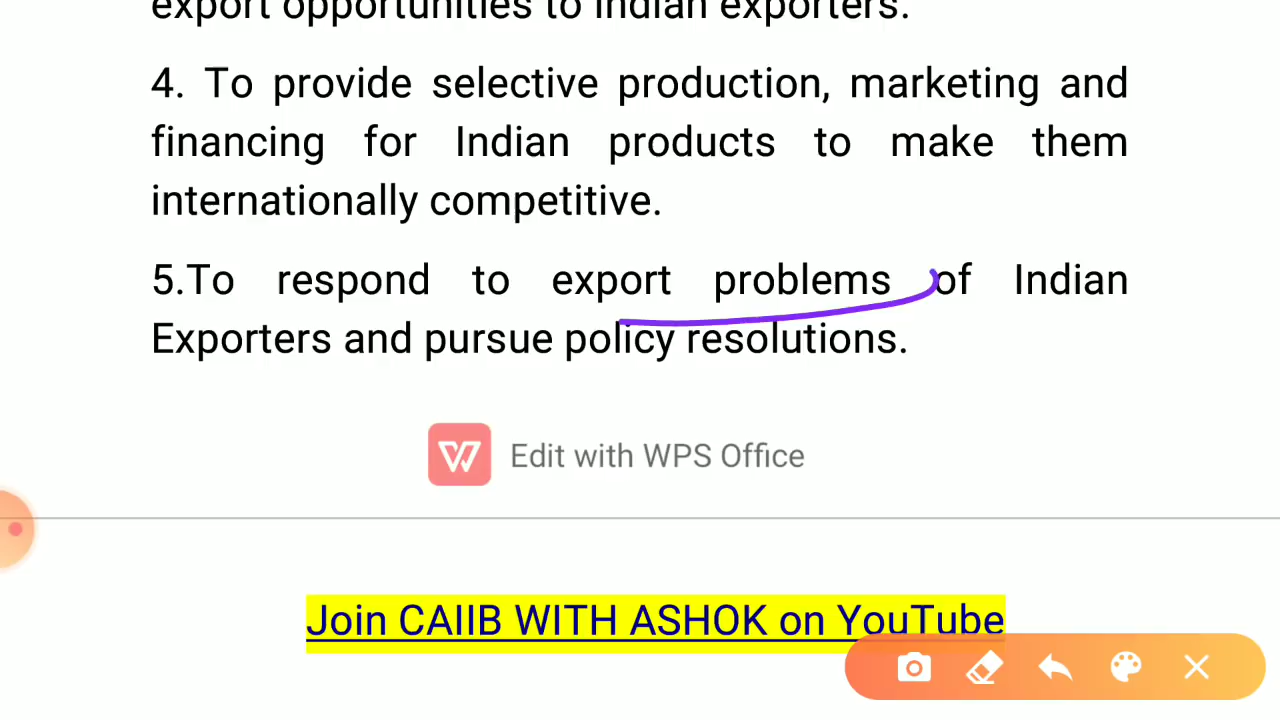 export opportunities to Indian exporters.
4. To provide selective production, marketing and
financing for Indian products to make them
internationally competitive.
5.To respond to export problems of Indian
Exporters and pursue policy resolutions.
Edit with WPS Office
Join CAIIB WITH ASHOK on YouTube